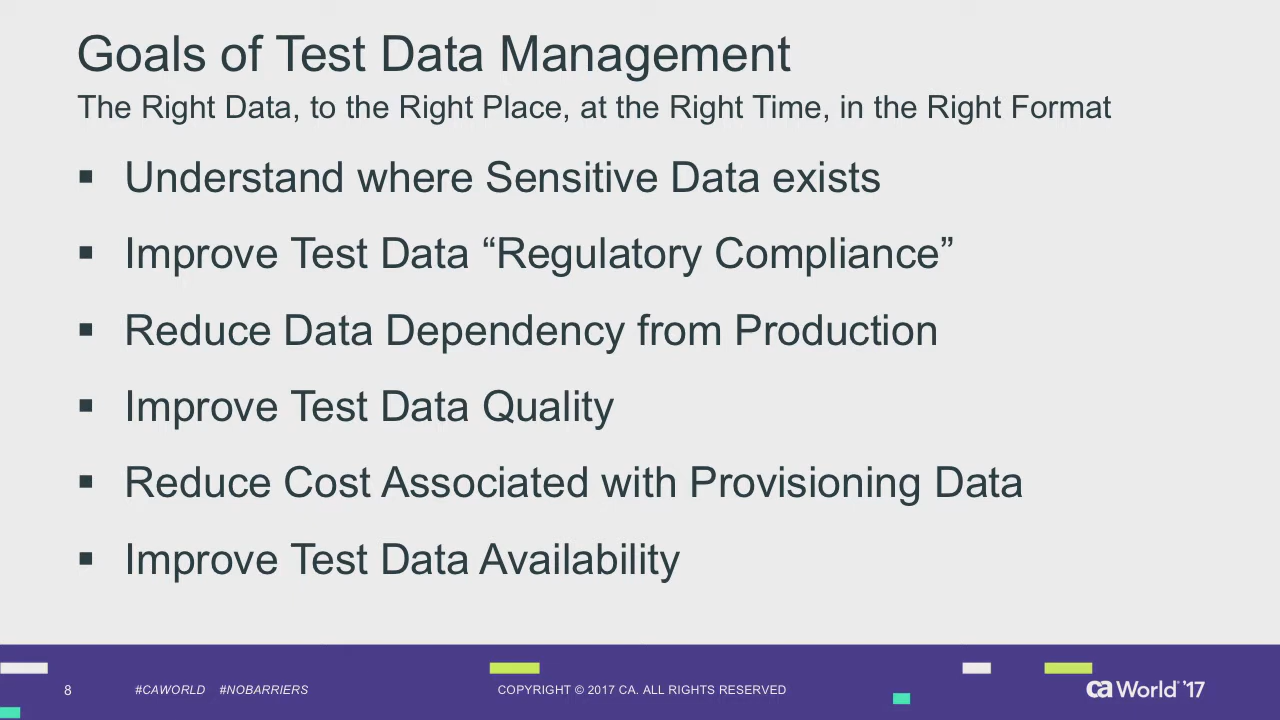 Goals of Test Data Management
The Right Data, to the Right Place, at the Right Time, in the Right Format
▪ Understand where Sensitive Data exists
▪ Improve Test Data “Regulatory Compliance”
▪ Reduce Data Dependency from Production
▪ Improve Test Data Quality
▪ Reduce Cost Associated with Provisioning Data
▪ Improve Test Data Availability
8 #CAWORLD #NOBARRIERS COPYRIGHT © 2017 CA. ALL RIGHTS RESERVED ca World ’17